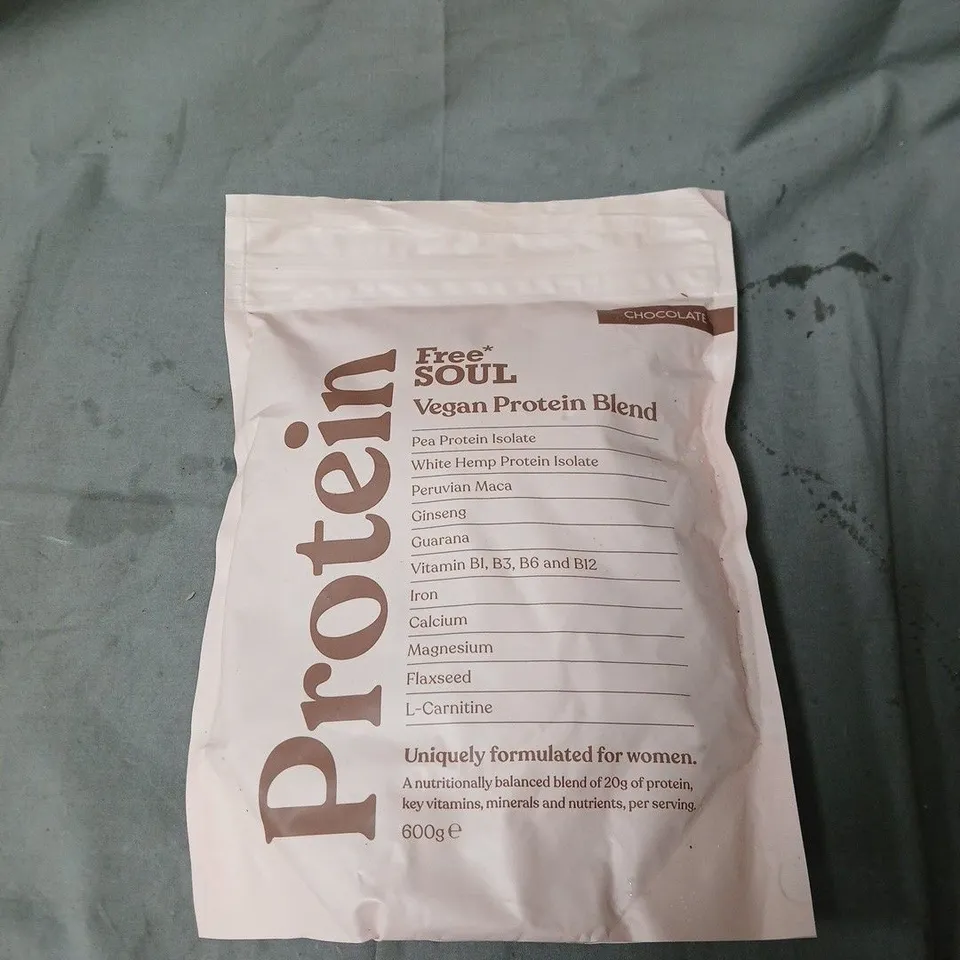 CHOCOLATE
Protein
Free*
SOUL
Vegan Protein Blend
Pea Protein Isolate
White Hemp Protein Isolate
Peruvian Maca
Ginseng
Guarana
Vitamin B1, B3, B6 and B12
Iron
Calcium
Magnesium
Flaxseed
L-Carnitine
Uniquely formulated for women.
A nutritionally balanced blend of 20g of protein,
key vitamins, minerals and nutrients, per serving.
600g ℮